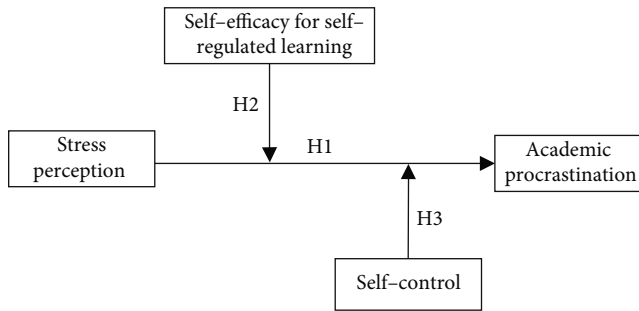 Self–efficacy for self–
regulated learning
H2
Stress
perception
H1
Academic
procrastination
H3
Self–control